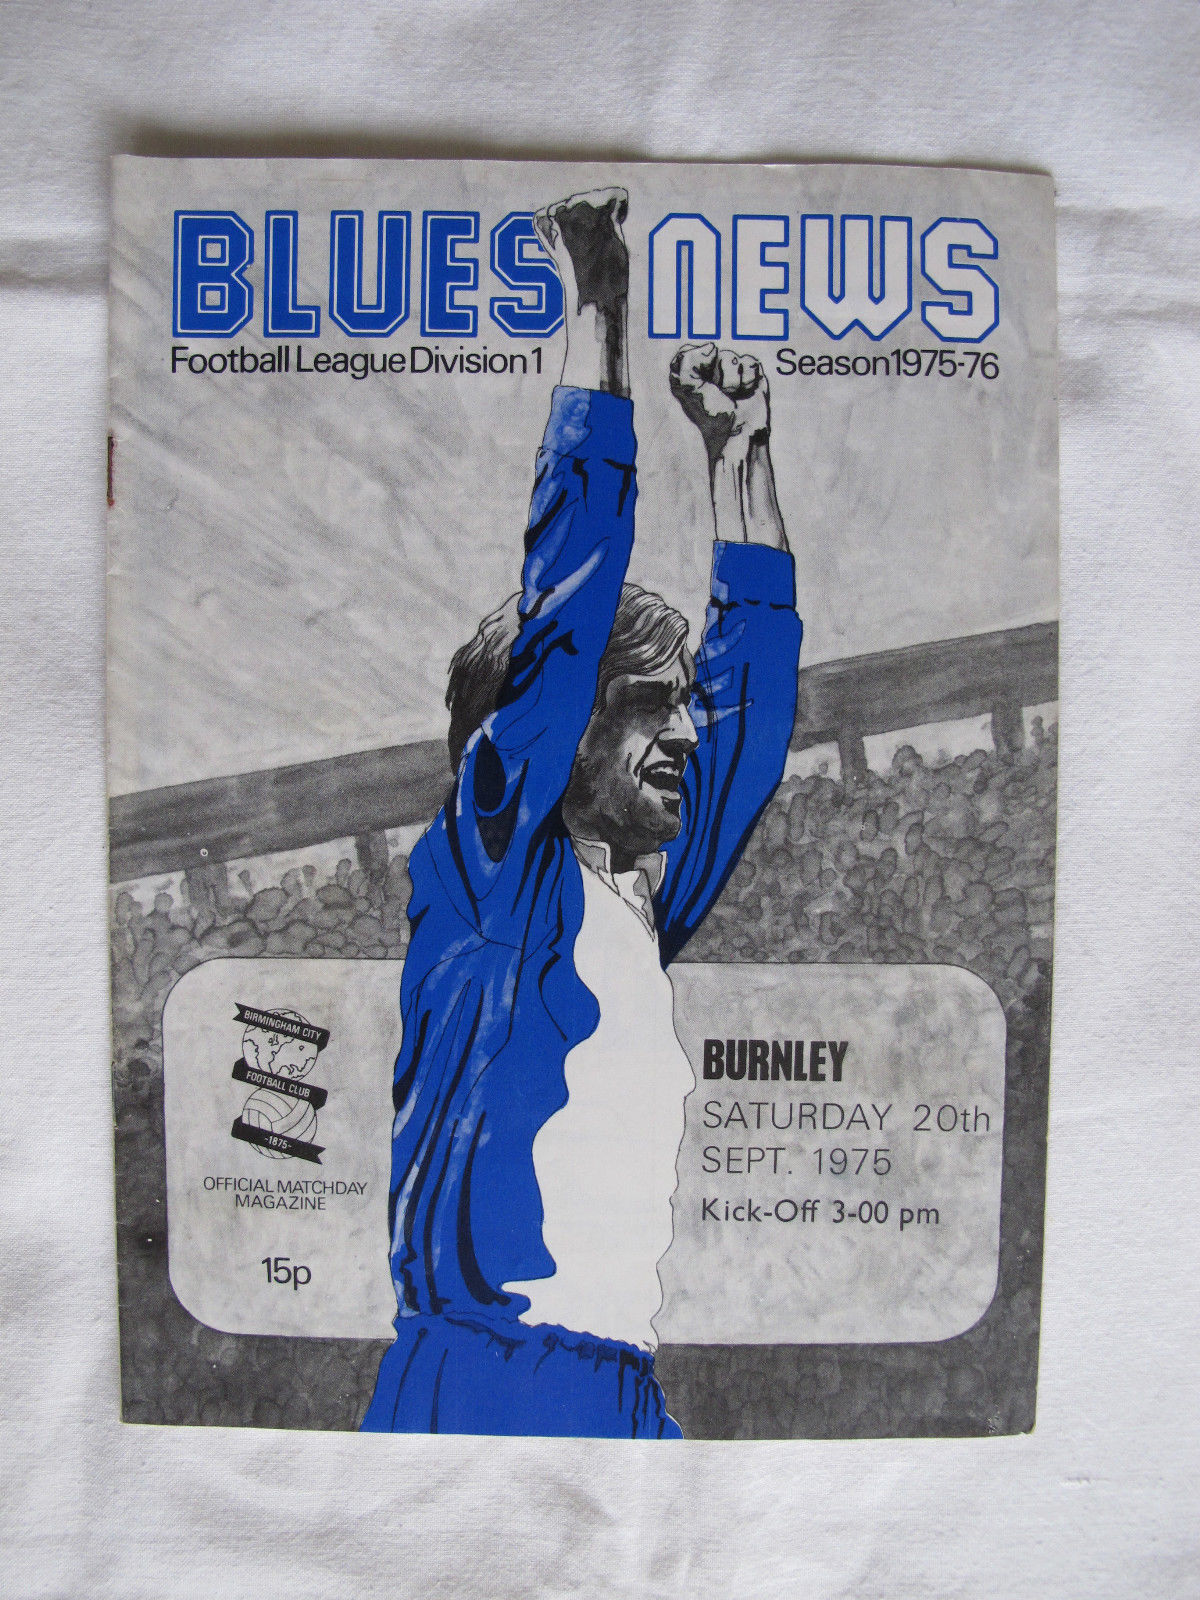 BLUES NEWS
Football League Division 1
Season 1975-76
BIRMINGHAM CITY
FOOTBALL CLUB
-1875-
OFFICIAL MATCHDAY
MAGAZINE
15p
BURNLEY
SATURDAY 20th
SEPT. 1975
Kick-Off 3-00 pm